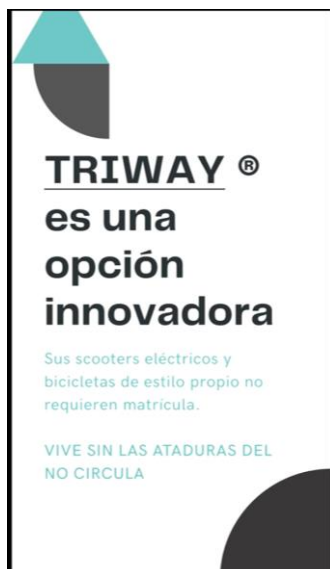 TRIWAY ®
es una
opción
innovadora
Sus scooters eléctricos y
bicicletas de estilo propio no
requieren matrícula.
VIVE SIN LAS ATADURAS DEL
NO CIRCULA